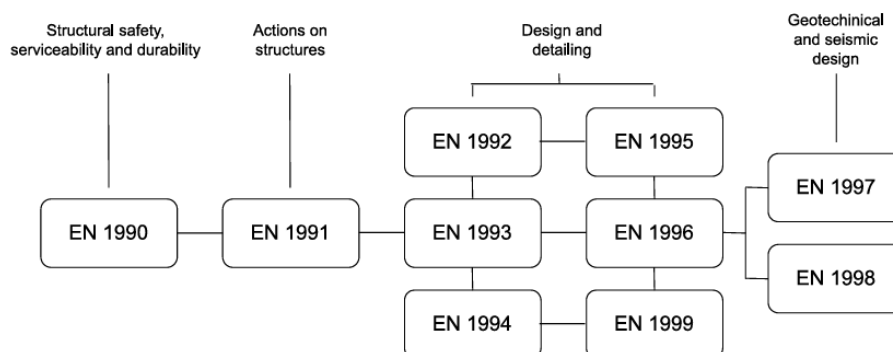 Structural safety,
serviceability and durability
Actions on
structures
Design and
detailing
Geotechinical
and seismic
design
EN 1992
EN 1995
EN 1997
EN 1990
EN 1991
EN 1993
EN 1996
EN 1998
EN 1994
EN 1999